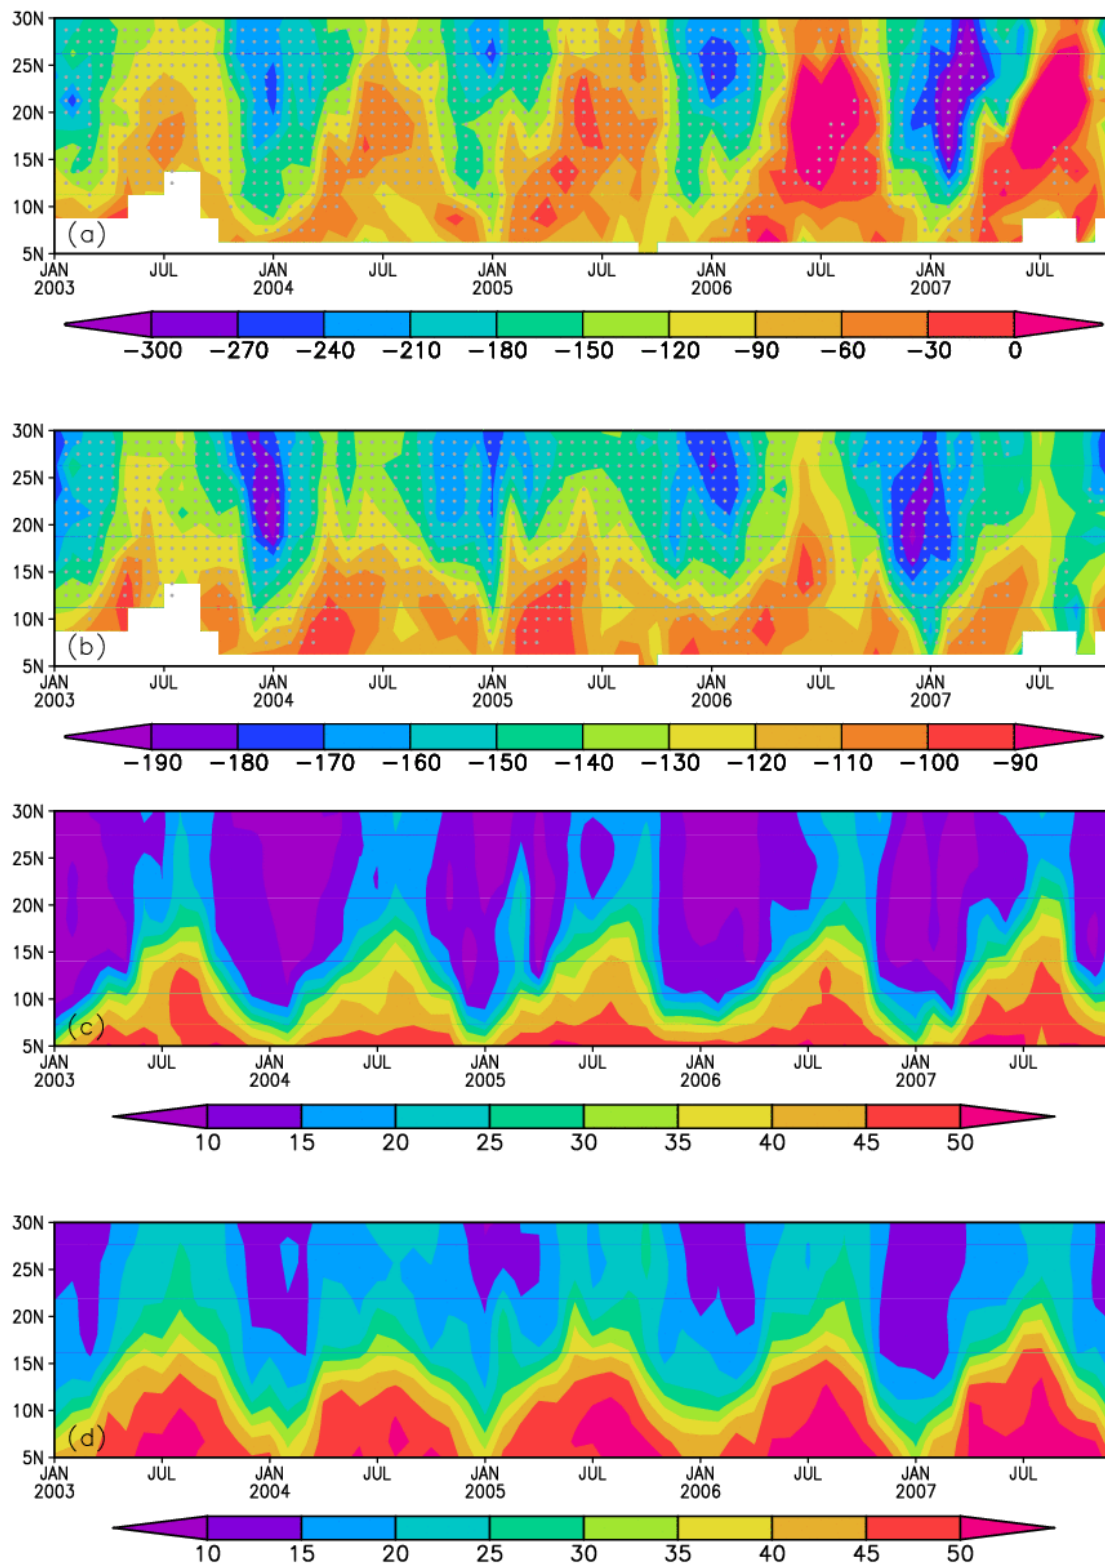 30N
25N
20N
15N
10N
5N
(a)
JAN JUL JAN JUL JAN JUL JAN JUL JAN JUL
2003 2004 2005 2006 2007
-300 -270 -240 -210 -180 -150 -120 -90 -60 -30 0
30N
25N
20N
15N
10N
5N
(b)
JAN JUL JAN JUL JAN JUL JAN JUL JAN JUL
2003 2004 2005 2006 2007
-190 -180 -170 -160 -150 -140 -130 -120 -110 -100 -90
30N
25N
20N
15N
10N
5N
(c)
JAN JUL JAN JUL JAN JUL JAN JUL JAN JUL
2003 2004 2005 2006 2007
10 15 20 25 30 35 40 45 50
30N
25N
20N
15N
10N
5N
(d)
JAN JUL JAN JUL JAN JUL JAN JUL JAN JUL
2003 2004 2005 2006 2007
10 15 20 25 30 35 40 45 50